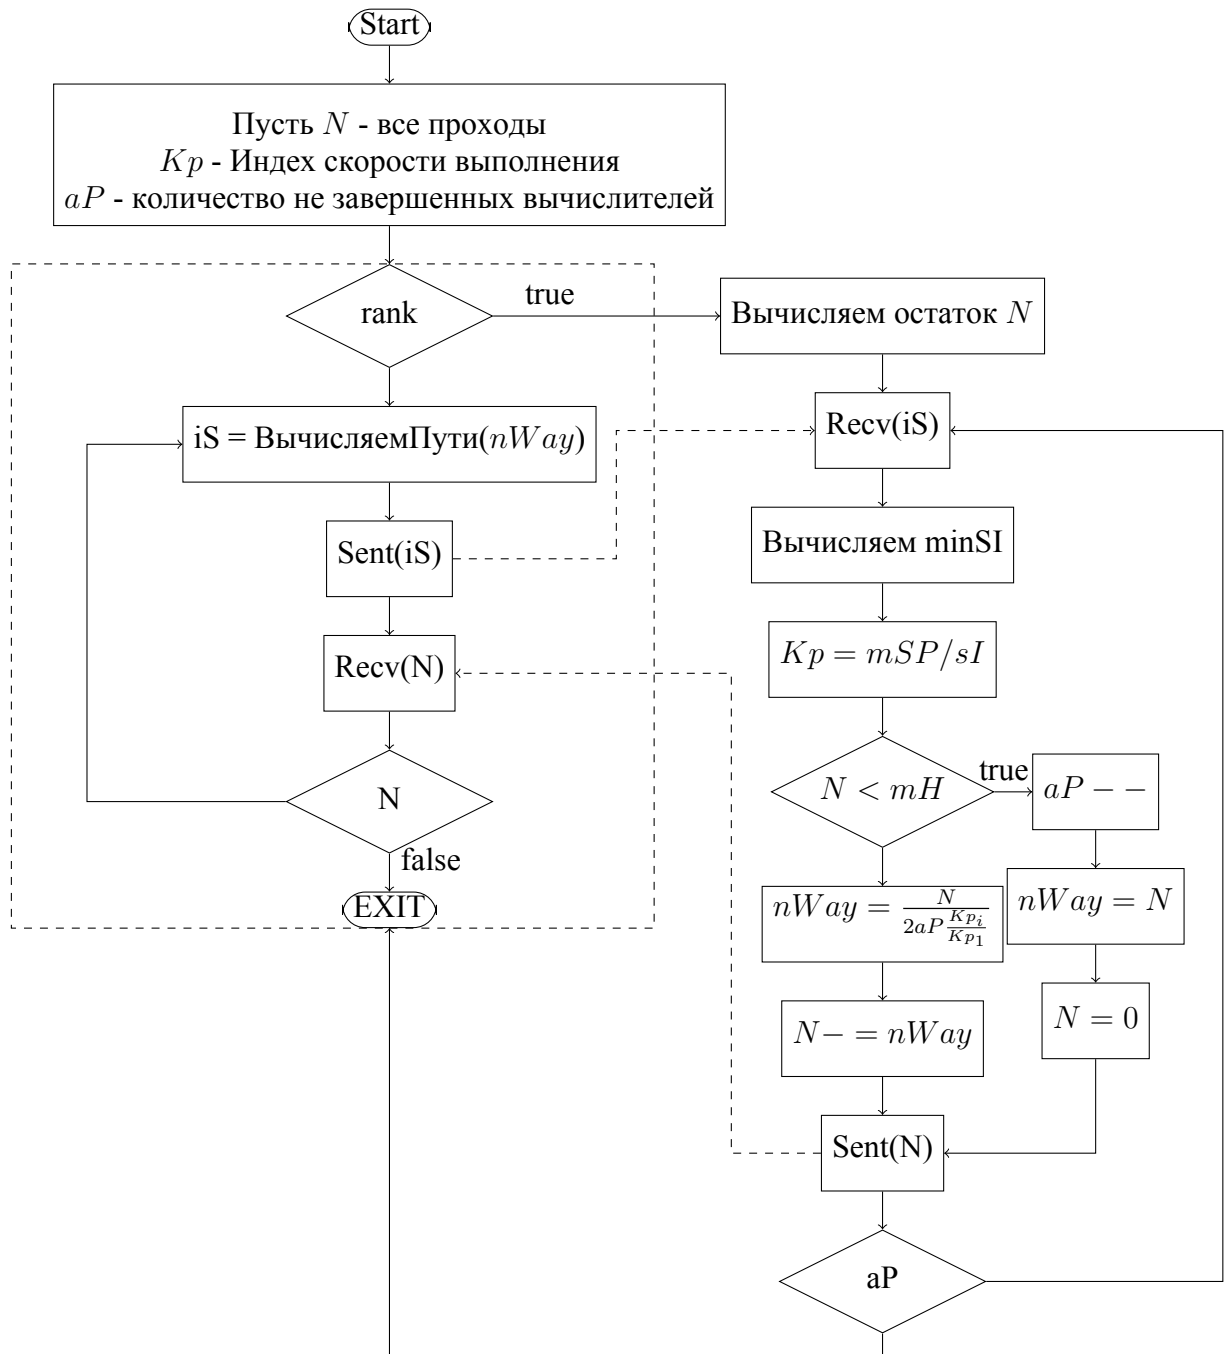 Start
Пусть N - все проходы
Kp - Индех скорости выполнения
aP - количество не завершенных вычислителей
rank
true
Вычисляем остаток N
iS = ВычисляемПути(nWay)
Recv(iS)
Sent(iS)
Вычисляем minSI
Recv(N)
Kp = mSP/sI
N
false
EXIT
N < mH
true
aP − −
nWay = N / (2aP Kp_i/Kp_1)
nWay = N
N− = nWay
N = 0
Sent(N)
aP